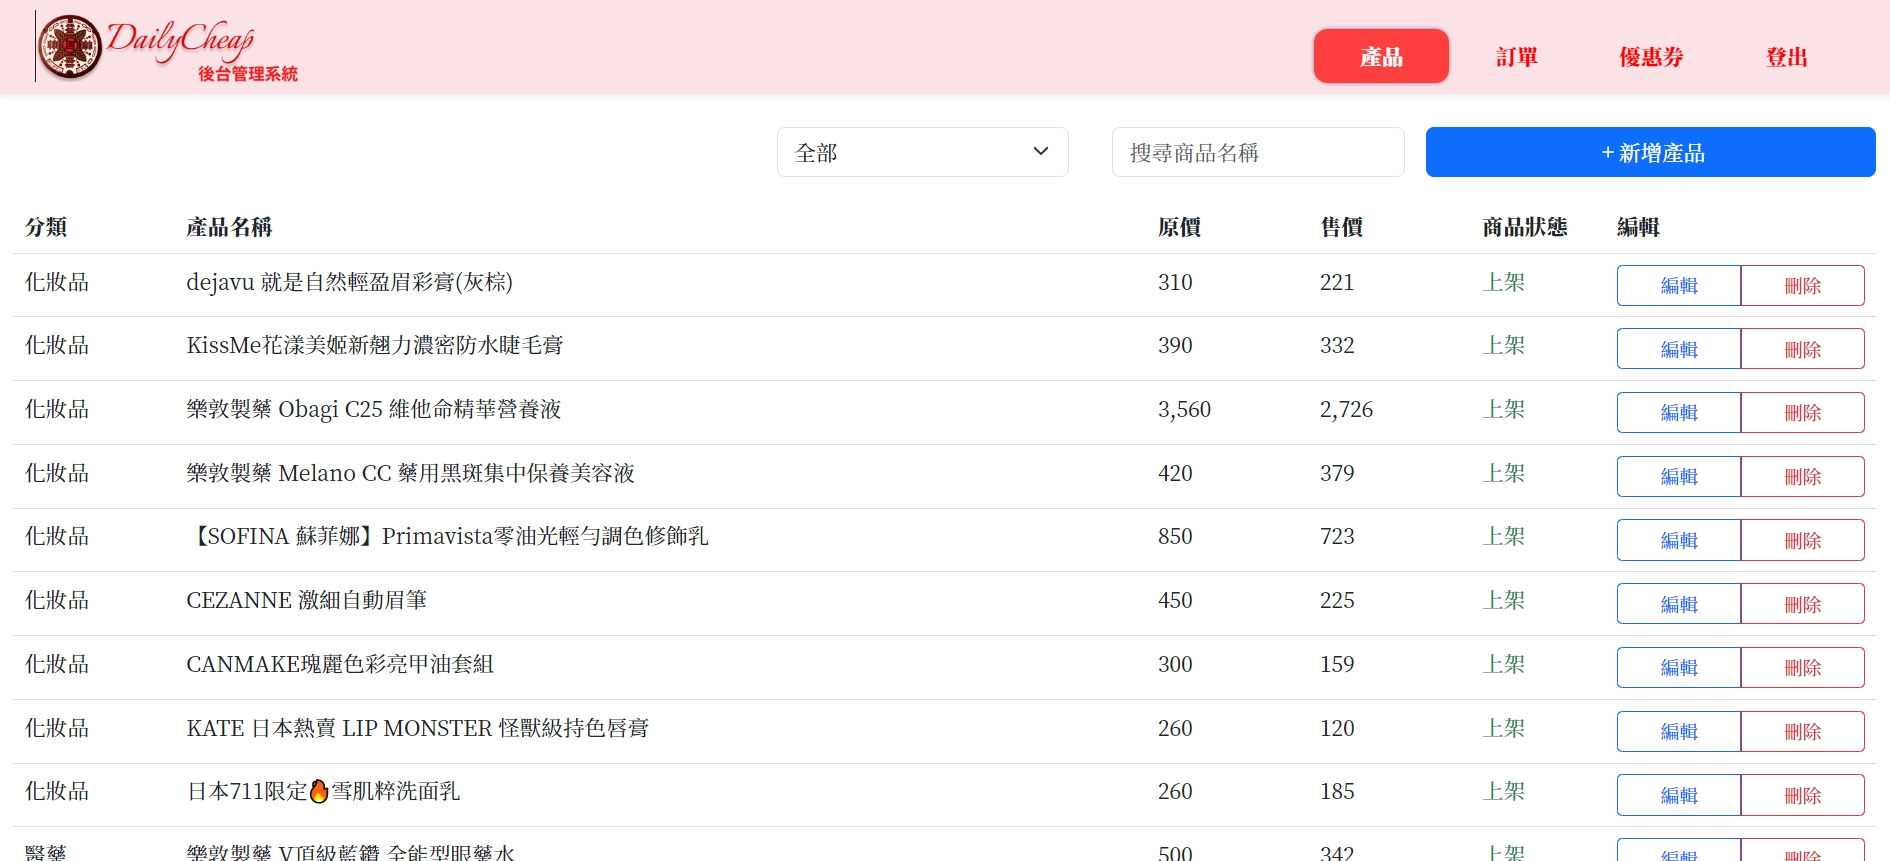 DailyCheap
後台管理系統
產品 訂單 優惠券 登出
全部 搜尋商品名稱 + 新增產品
分類 產品名稱 原價 售價 商品狀態 編輯
化妝品 dejavu 就是自然輕盈眉彩膏(灰棕) 310 221 上架 編輯 刪除
化妝品 KissMe花漾美姬新翹力濃密防水睫毛膏 390 332 上架 編輯 刪除
化妝品 樂敦製藥 Obagi C25 維他命精華營養液 3,560 2,726 上架 編輯 刪除
化妝品 樂敦製藥 Melano CC 藥用黑斑集中保養美容液 420 379 上架 編輯 刪除
化妝品 【SOFINA 蘇菲娜】Primavista零油光輕勻調色修飾乳 850 723 上架 編輯 刪除
化妝品 CEZANNE 激細自動眉筆 450 225 上架 編輯 刪除
化妝品 CANMAKE瑰麗色彩亮甲油套組 300 159 上架 編輯 刪除
化妝品 KATE 日本熱賣 LIP MONSTER 怪獸級持色唇膏 260 120 上架 編輯 刪除
化妝品 日本711限定🔥雪肌粹洗面乳 260 185 上架 編輯 刪除
醫藥 樂敦製藥 V頂級藍鑽 全能型眼藥水 500 342 上架 編輯 刪除